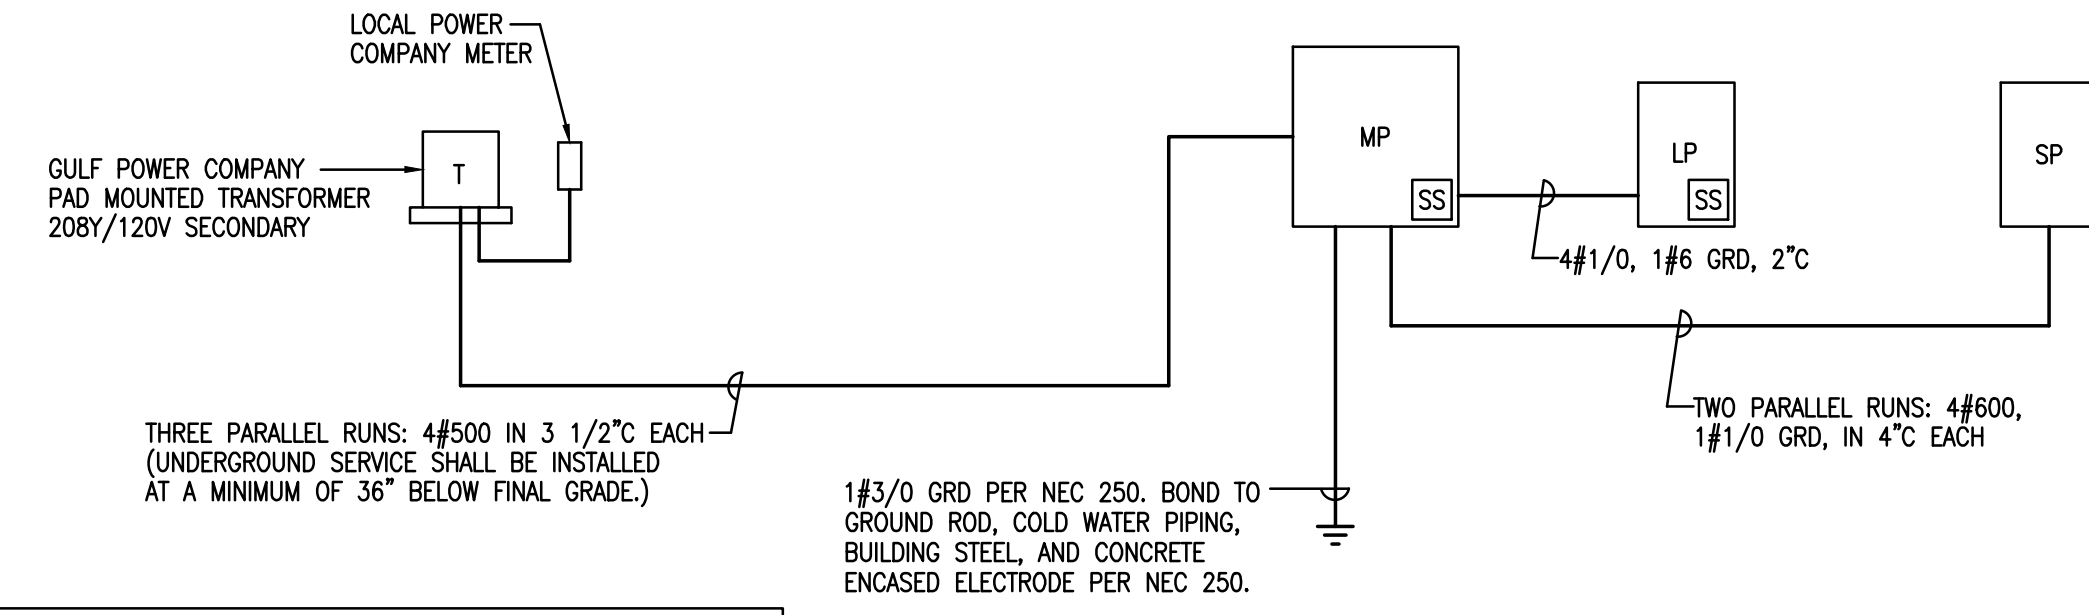 LOCAL POWER
COMPANY METER
GULF POWER COMPANY
PAD MOUNTED TRANSFORMER
208Y/120V SECONDARY
T
MP
SS
LP
SS
SP
4#1/0, 1#6 GRD, 2"C
TWO PARALLEL RUNS: 4#600,
1#1/0 GRD, IN 4"C EACH
THREE PARALLEL RUNS: 4#500 IN 3 1/2"C EACH
(UNDERGROUND SERVICE SHALL BE INSTALLED
AT A MINIMUM OF 36" BELOW FINAL GRADE.)
1#3/0 GRD PER NEC 250. BOND TO
GROUND ROD, COLD WATER PIPING,
BUILDING STEEL, AND CONCRETE
ENCASED ELECTRODE PER NEC 250.